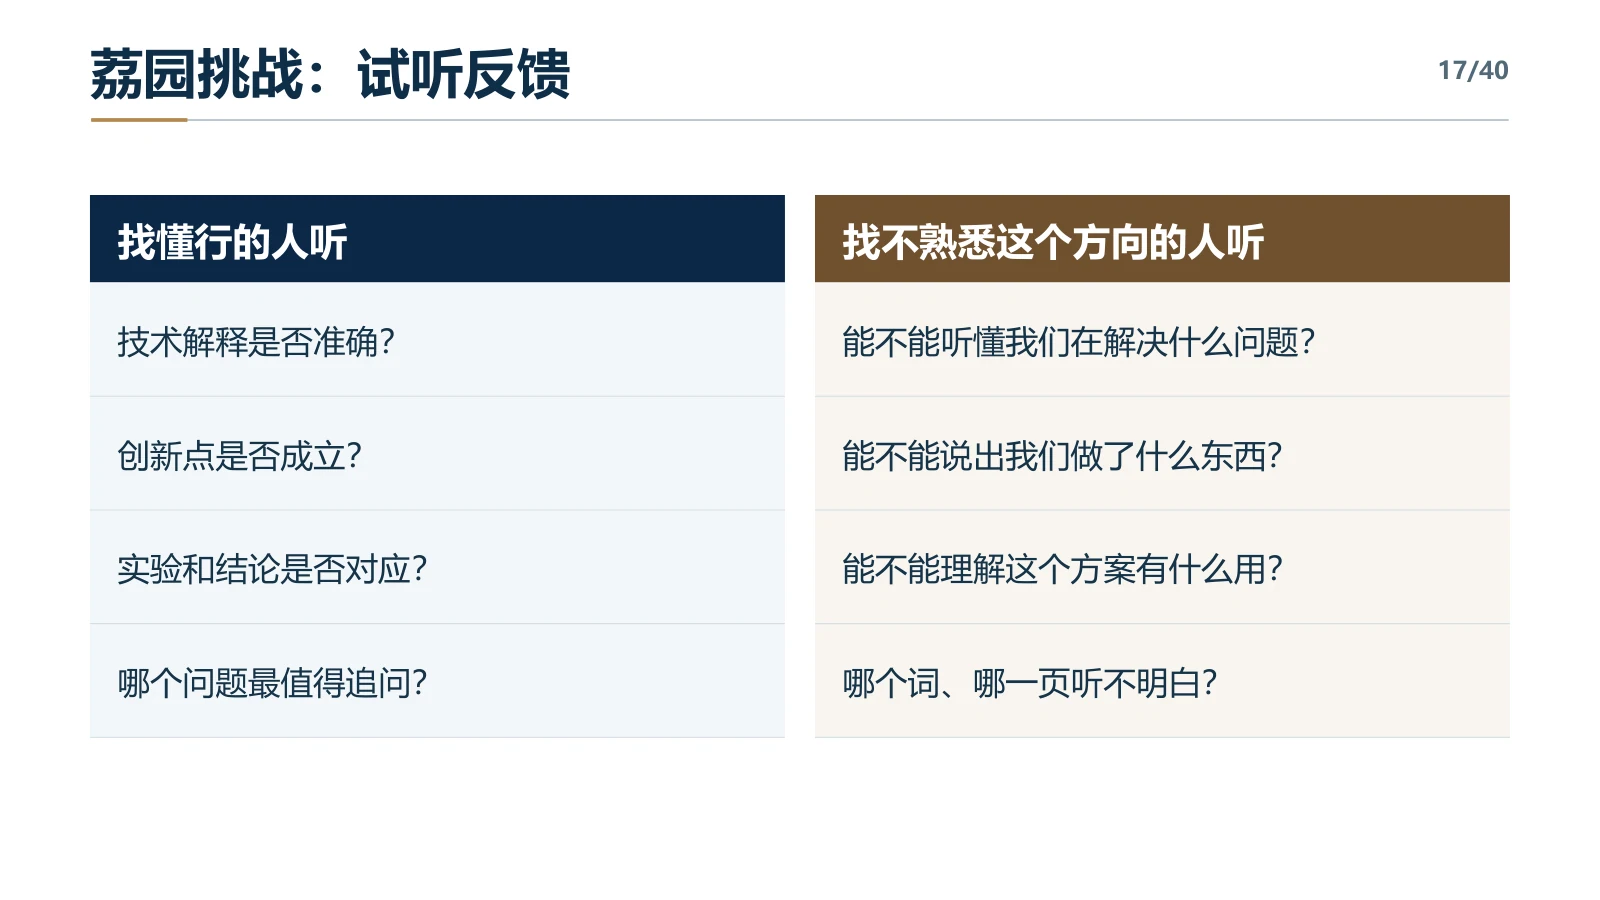 荔园挑战：试听反馈
17/40
找懂行的人听
技术解释是否准确？
创新点是否成立？
实验和结论是否对应？
哪个问题最值得追问？
找不熟悉这个方向的人听
能不能听懂我们在解决什么问题？
能不能说出我们做了什么东西？
能不能理解这个方案有什么用？
哪个词、哪一页听不明白？